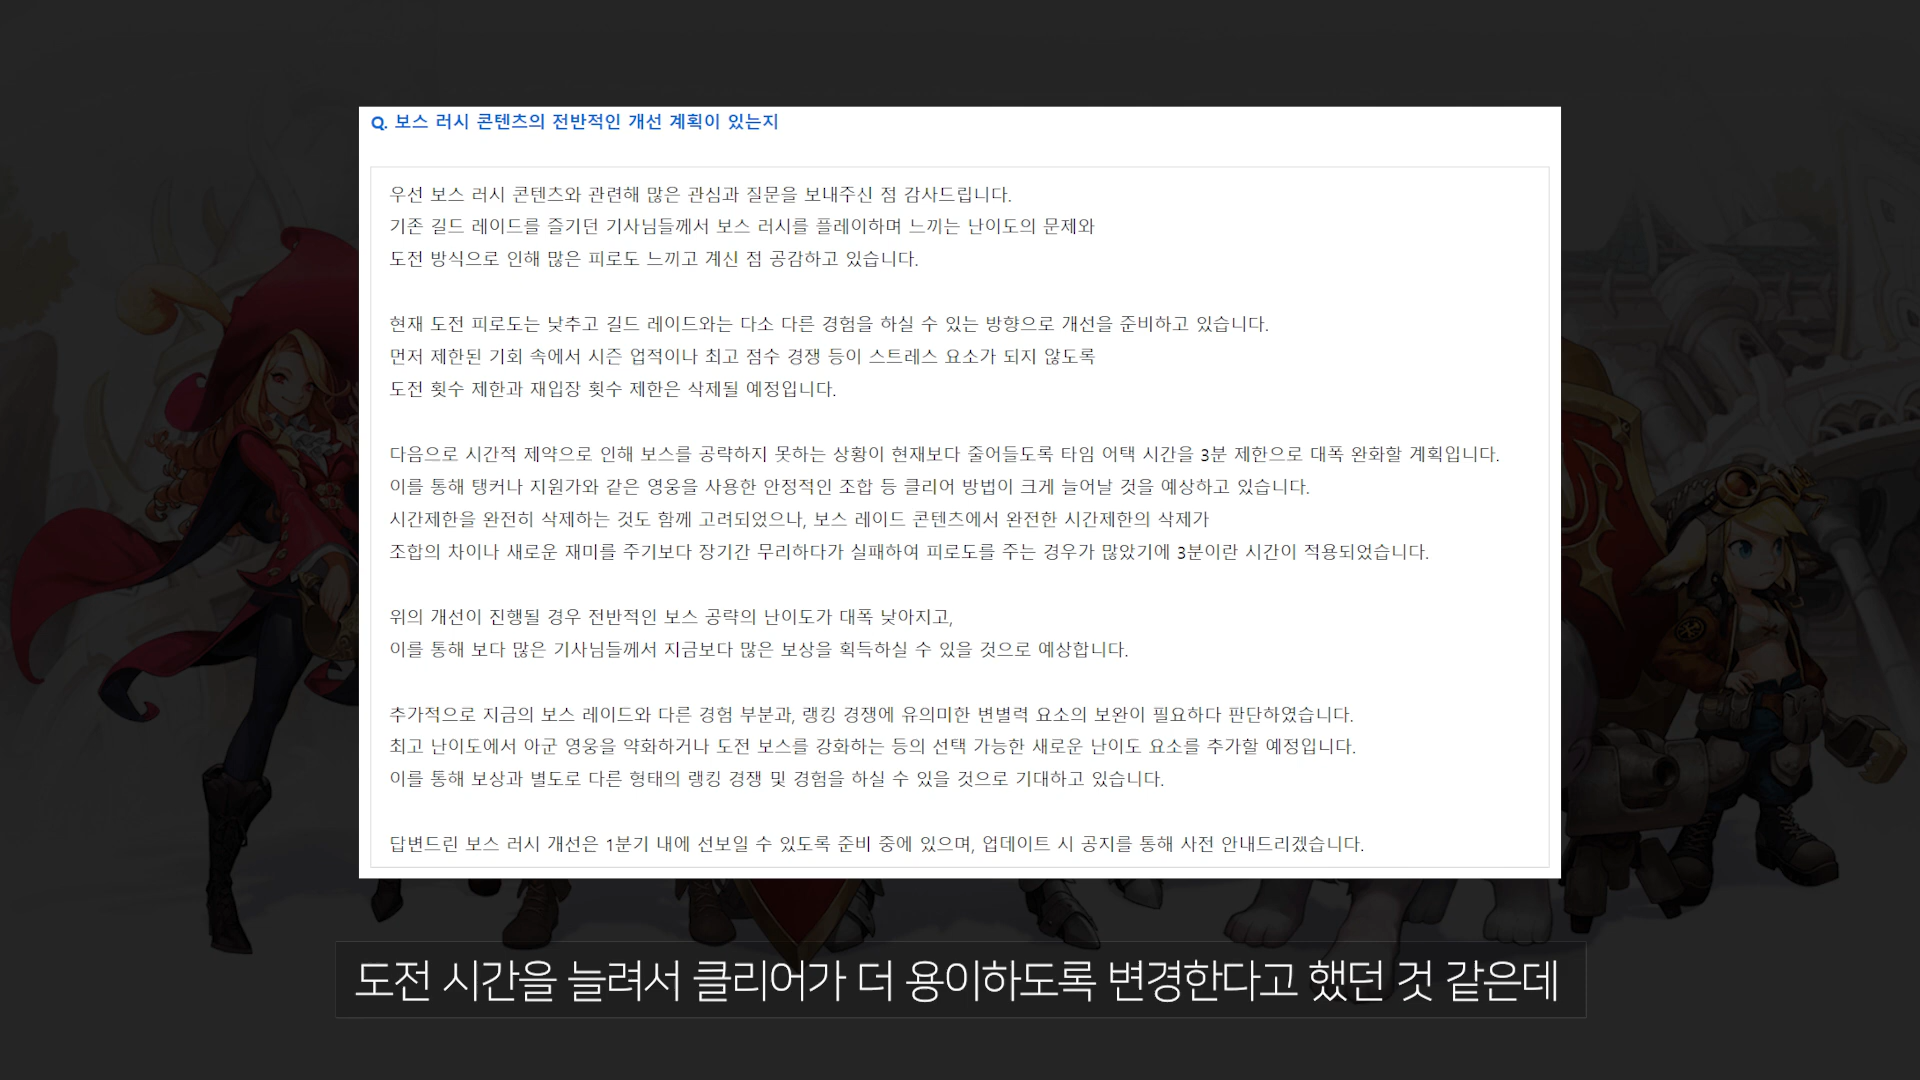 Q. 보스 러시 콘텐츠의 전반적인 개선 계획이 있는지
우선 보스 러시 콘텐츠와 관련해 많은 관심과 질문을 보내주신 점 감사드립니다.
기존 길드 레이드를 즐기던 기사님들께서 보스 러시를 플레이하며 느끼는 난이도의 문제와
도전 방식으로 인해 많은 피로도 느끼고 계신 점 공감하고 있습니다.
현재 도전 피로도는 낮추고 길드 레이드와는 다소 다른 경험을 하실 수 있는 방향으로 개선을 준비하고 있습니다.
먼저 제한된 기회 속에서 시즌 업적이나 최고 점수 경쟁 등이 스트레스 요소가 되지 않도록
도전 횟수 제한과 재입장 횟수 제한은 삭제될 예정입니다.
다음으로 시간적 제약으로 인해 보스를 공략하지 못하는 상황이 현재보다 줄어들도록 타임 어택 시간을 3분 제한으로 대폭 완화할 계획입니다.
이를 통해 탱커나 지원가와 같은 영웅을 사용한 안정적인 조합 등 클리어 방법이 크게 늘어날 것을 예상하고 있습니다.
시간제한을 완전히 삭제하는 것도 함께 고려되었으나, 보스 레이드 콘텐츠에서 완전한 시간제한의 삭제가
조합의 차이나 새로운 재미를 주기보다 장기간 무리하다가 실패하여 피로도를 주는 경우가 많았기에 3분이란 시간이 적용되었습니다.
위의 개선이 진행될 경우 전반적인 보스 공략의 난이도가 대폭 낮아지고,
이를 통해 보다 많은 기사님들께서 지금보다 많은 보상을 획득하실 수 있을 것으로 예상합니다.
추가적으로 지금의 보스 레이드와 다른 경험 부분과, 랭킹 경쟁에 유의미한 변별력 요소의 보완이 필요하다 판단하였습니다.
최고 난이도에서 아군 영웅을 약화하거나 도전 보스를 강화하는 등의 선택 가능한 새로운 난이도 요소를 추가할 예정입니다.
이를 통해 보상과 별도로 다른 형태의 랭킹 경쟁 및 경험을 하실 수 있을 것으로 기대하고 있습니다.
답변드린 보스 러시 개선은 1분기 내에 선보일 수 있도록 준비 중에 있으며, 업데이트 시 공지를 통해 사전 안내드리겠습니다.
도전 시간을 늘려서 클리어가 더 용이하도록 변경한다고 했던 것 같은데